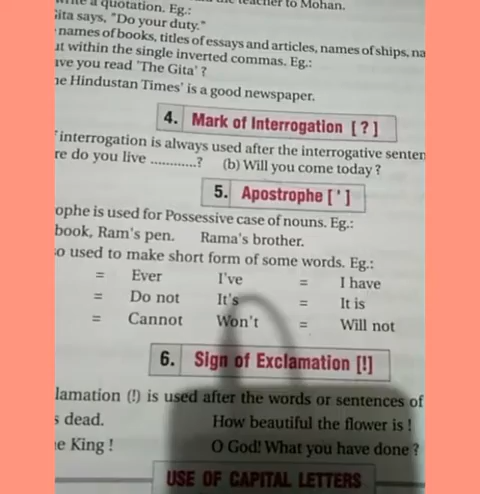 a quotation. Eg.: teacher to Mohan.
says, "Do your duty."
names of books, titles of essays and articles, names of ships, na
within the single inverted commas. Eg.:
you read 'The Gita' ?
Hindustan Times' is a good newspaper.
4. Mark of Interrogation [ ? ]
interrogation is always used after the interrogative senten
re do you live ............? (b) Will you come today ?
5. Apostrophe [ ' ]
ophe is used for Possessive case of nouns. Eg.:
book, Ram's pen. Rama's brother.
o used to make short form of some words. Eg.:
= Ever I've = I have
= Do not It's = It is
= Cannot Won't = Will not
6. Sign of Exclamation [!]
lamation (!) is used after the words or sentences of
s dead. How beautiful the flower is !
e King ! O God! What you have done ?
USE OF CAPITAL LETTERS